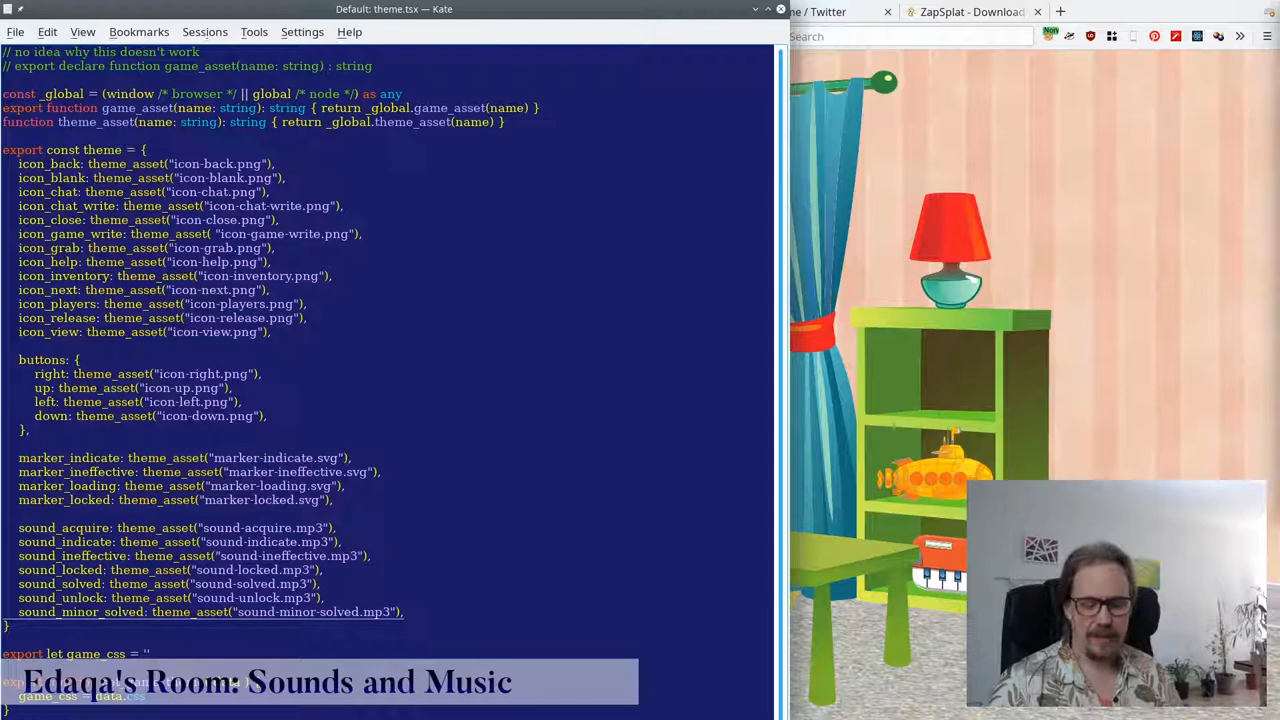 Default: theme.tsx — Kate
me / Twitter
ZapSplat - Download
File Edit View Bookmarks Sessions Tools Settings Help
Search
// no idea why this doesn't work
// export declare function game_asset(name: string) : string
const _global = (window /* browser */ || global /* node */) as any
export function game_asset(name: string): string { return _global.game_asset(name) }
function theme_asset(name: string): string { return _global.theme_asset(name) }
export const theme = {
icon_back: theme_asset("icon-back.png"),
icon_blank: theme_asset("icon-blank.png"),
icon_chat: theme_asset("icon-chat.png"),
icon_chat_write: theme_asset("icon-chat-write.png"),
icon_close: theme_asset("icon-close.png"),
icon_game_write: theme_asset( "icon-game-write.png"),
icon_grab: theme_asset("icon-grab.png"),
icon_help: theme_asset("icon-help.png"),
icon_inventory: theme_asset("icon-inventory.png"),
icon_next: theme_asset("icon-next.png"),
icon_players: theme_asset("icon-players.png"),
icon_release: theme_asset("icon-release.png"),
icon_view: theme_asset("icon-view.png"),
buttons: {
right: theme_asset("icon-right.png"),
up: theme_asset("icon-up.png"),
left: theme_asset("icon-left.png"),
down: theme_asset("icon-down.png"),
},
marker_indicate: theme_asset("marker-indicate.svg"),
marker_ineffective: theme_asset("marker-ineffective.svg"),
marker_loading: theme_asset("marker-loading.svg"),
marker_locked: theme_asset("marker-locked.svg"),
sound_acquire: theme_asset("sound-acquire.mp3"),
sound_indicate: theme_asset("sound-indicate.mp3"),
sound_ineffective: theme_asset("sound-ineffective.mp3"),
sound_locked: theme_asset("sound-locked.mp3"),
sound_solved: theme_asset("sound-solved.mp3"),
sound_unlock: theme_asset("sound-unlock.mp3"),
sound_minor_solved: theme_asset("sound-minor-solved.mp3"),
}
export let game_css = ''
Edaqa's Room: Sounds and Music
game_css = data.css
}